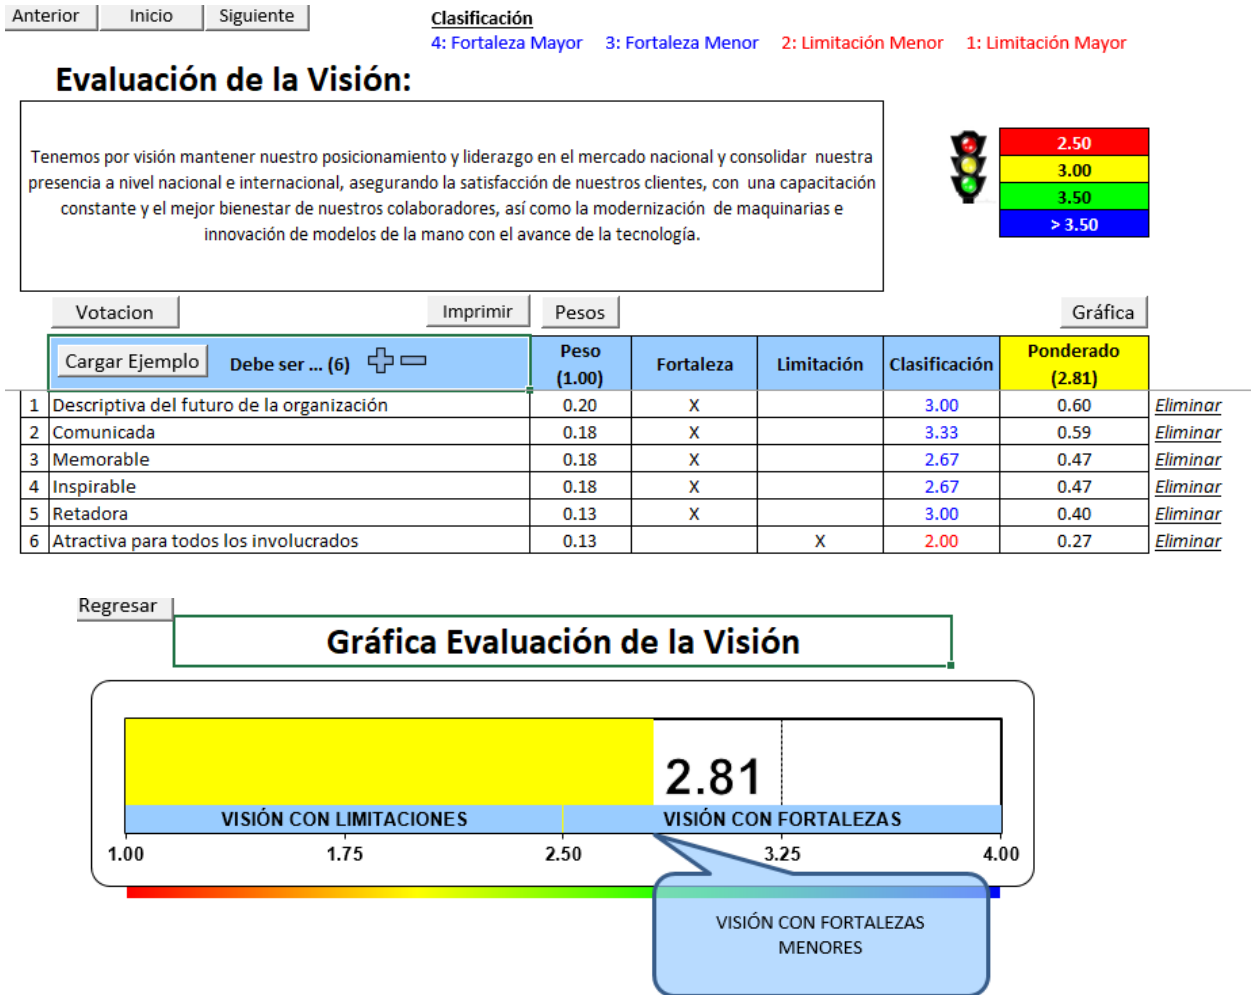 Anterior Inicio Siguiente
Clasificación
4: Fortaleza Mayor 3: Fortaleza Menor 2: Limitación Menor 1: Limitación Mayor
Evaluación de la Visión:
Tenemos por visión mantener nuestro posicionamiento y liderazgo en el mercado nacional y consolidar nuestra
presencia a nivel nacional e internacional, asegurando la satisfacción de nuestros clientes, con una capacitación
constante y el mejor bienestar de nuestros colaboradores, así como la modernización de maquinarias e
innovación de modelos de la mano con el avance de la tecnología.
2.50
3.00
3.50
> 3.50
Votacion Imprimir Pesos Gráfica
Cargar Ejemplo Debe ser ... (6) Peso (1.00) Fortaleza Limitación Clasificación Ponderado (2.81)
1 Descriptiva del futuro de la organización 0.20 X 3.00 0.60 Eliminar
2 Comunicada 0.18 X 3.33 0.59 Eliminar
3 Memorable 0.18 X 2.67 0.47 Eliminar
4 Inspirable 0.18 X 2.67 0.47 Eliminar
5 Retadora 0.13 X 3.00 0.40 Eliminar
6 Atractiva para todos los involucrados 0.13 X 2.00 0.27 Eliminar
Regresar
Gráfica Evaluación de la Visión
2.81
VISIÓN CON LIMITACIONES VISIÓN CON FORTALEZAS
1.00 1.75 2.50 3.25 4.00
VISIÓN CON FORTALEZAS
MENORES